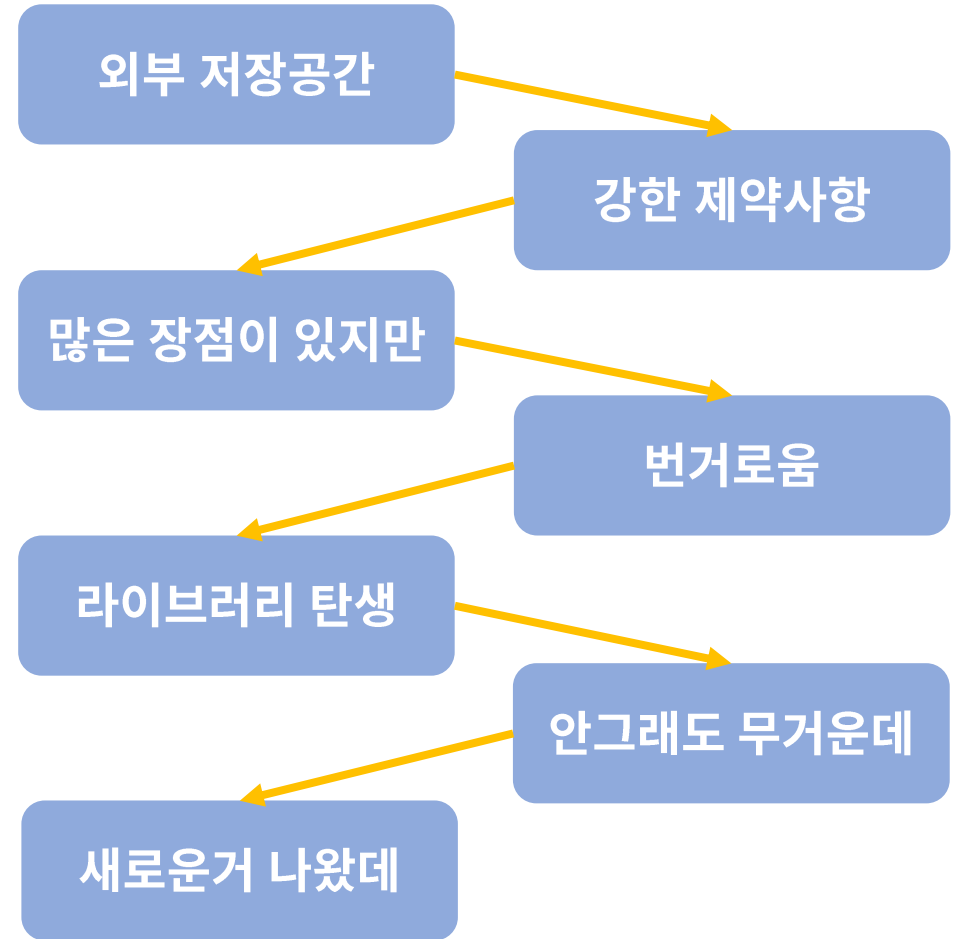 외부 저장공간
강한 제약사항
많은 장점이 있지만
번거로움
라이브러리 탄생
안그래도 무거운데
새로운거 나왔데